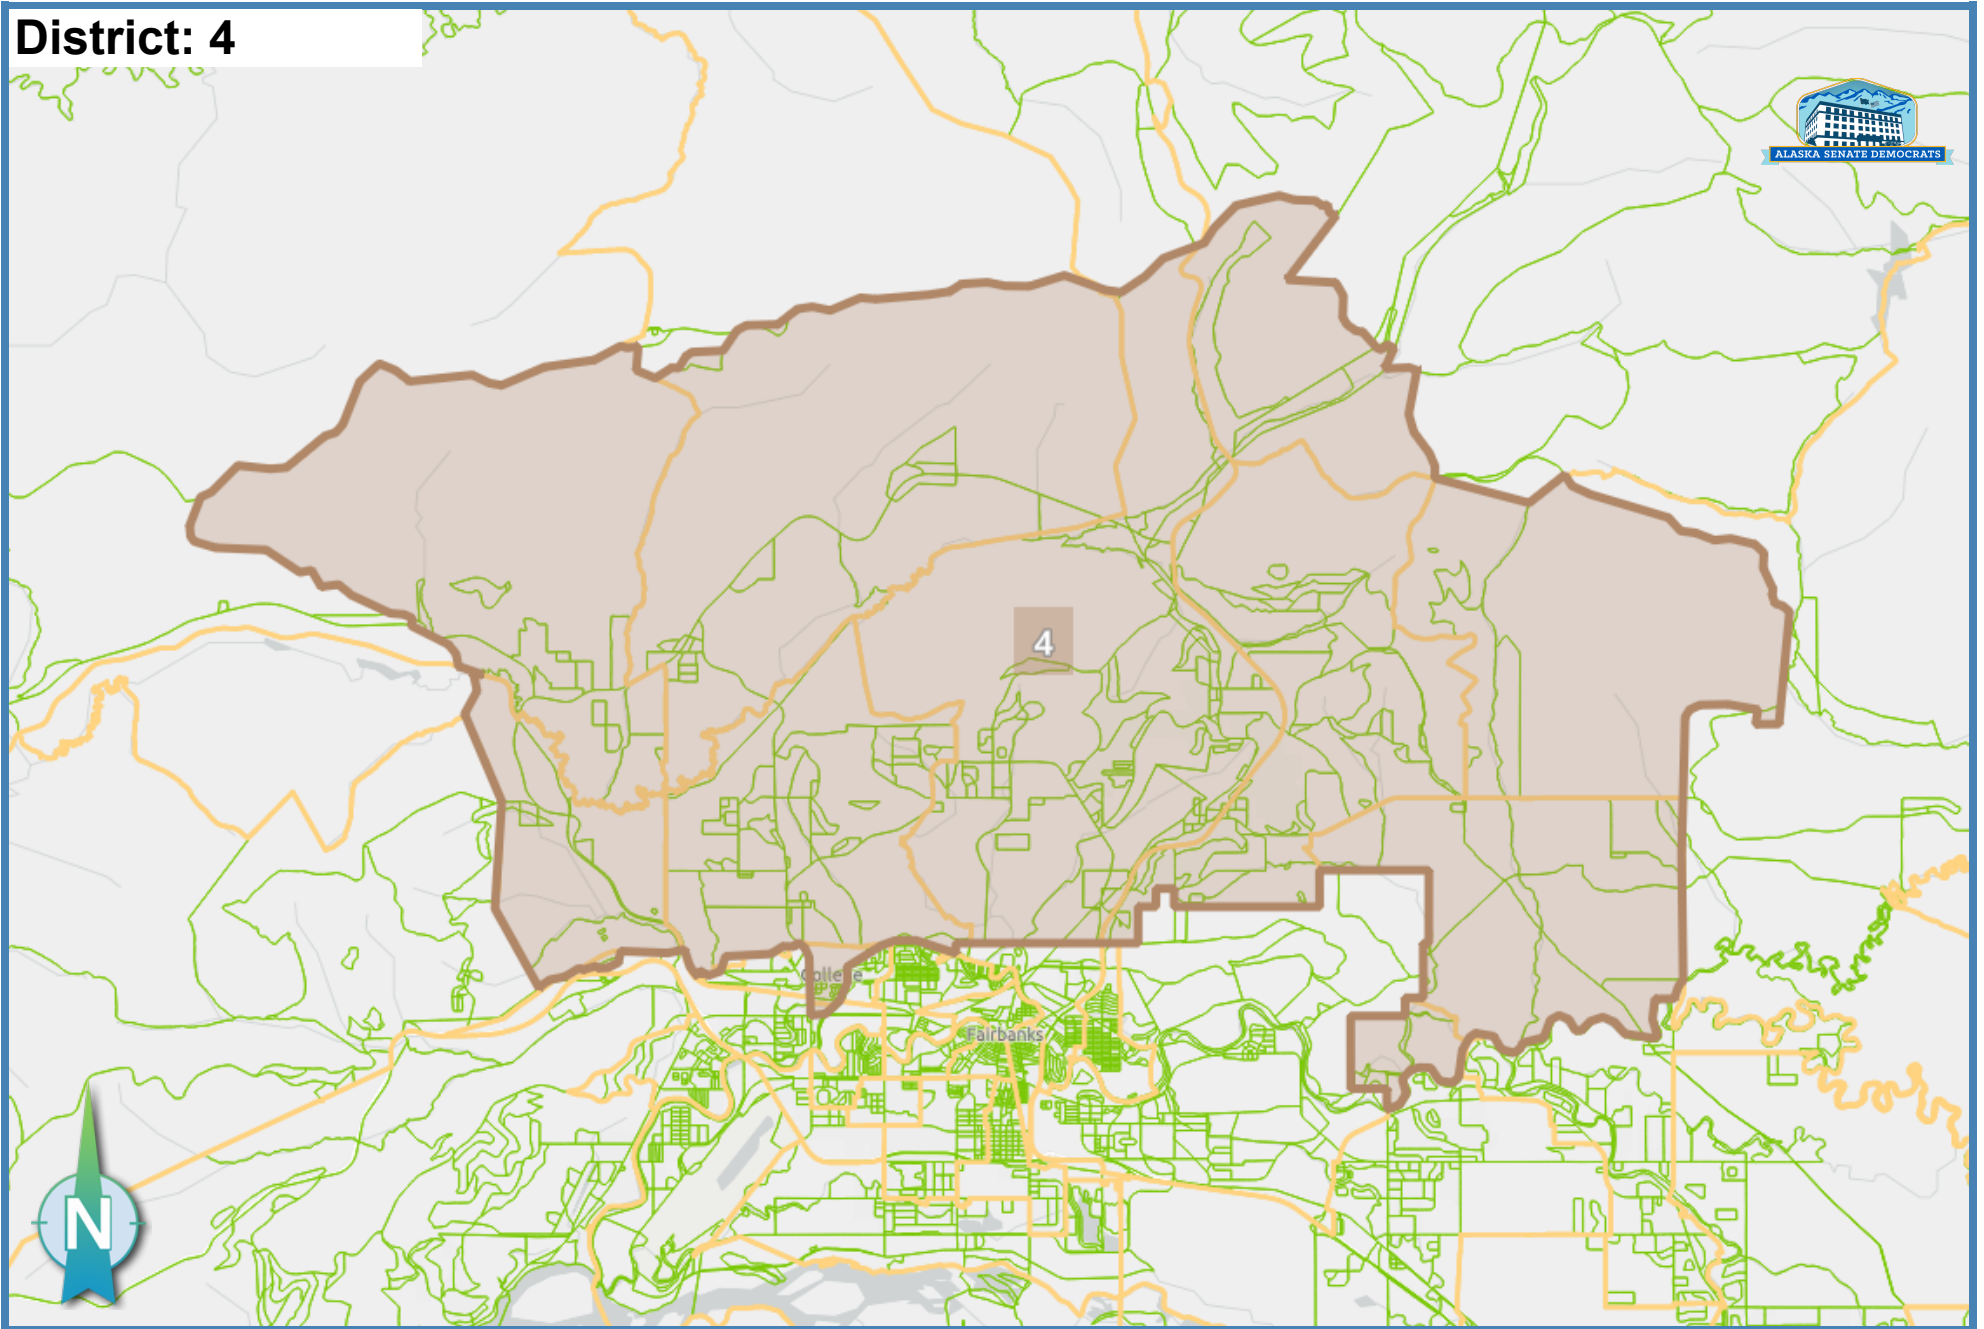 District: 4
ALASKA SENATE DEMOCRATS
4
College
Fairbanks
N